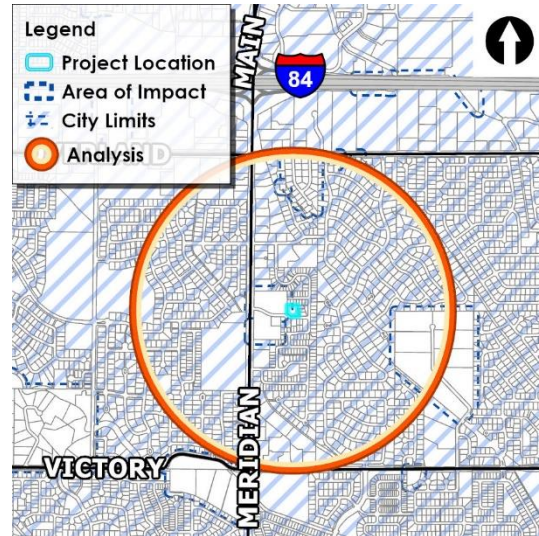 Legend
Project Location
Area of Impact
City Limits
Analysis
MAIN
84
VICTORY
MERIDIAN